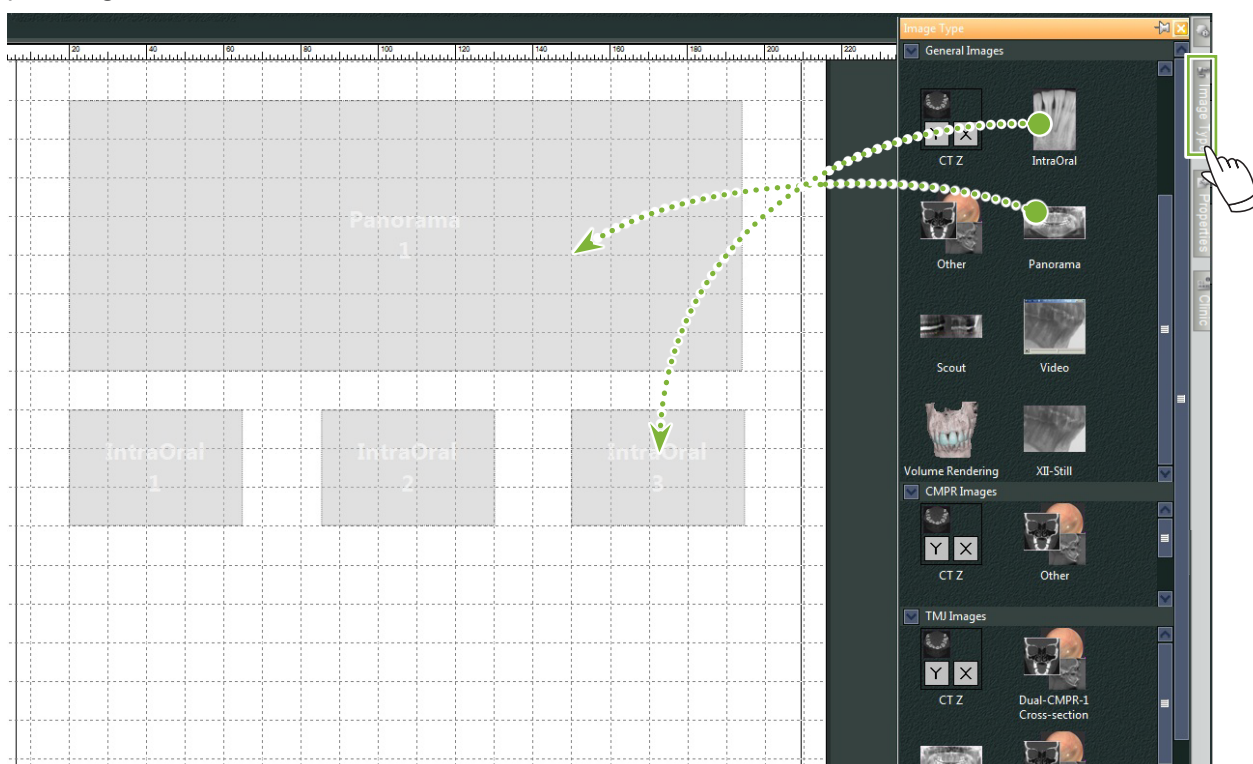 Image Type
20 40 60 80 100 120 140 160 180 200 220
General Images
Y X
CT Z
IntraOral
Image Type
Panorama
1
Other
Panorama
Properties
Clinic
Scout
Video
IntraOral
1
IntraOral
2
IntraOral
3
Volume Rendering
XII-Still
CMPR Images
Y X
CT Z
Other
TMJ Images
Y X
CT Z
Dual-CMPR-1
Cross-section